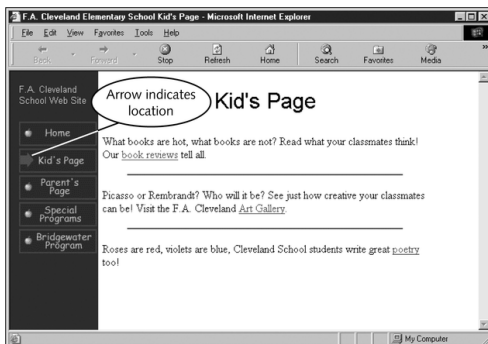 F.A. Cleveland Elementary School Kid's Page - Microsoft Internet Explorer
File Edit View Favorites Tools Help
Back Forward Stop Refresh Home Search Favorites Media »
F.A. Cleveland
School Web Site
Arrow indicates
location
Kid's Page
Home
Kid's Page
Parent's
Page
Special
Programs
Bridgewater
Program
What books are hot, what books are not? Read what your classmates think!
Our book reviews tell all.
Picasso or Rembrandt? Who will it be? See just how creative your classmates
can be! Visit the F.A. Cleveland Art Gallery.
Roses are red, violets are blue, Cleveland School students write great poetry
too!
My Computer